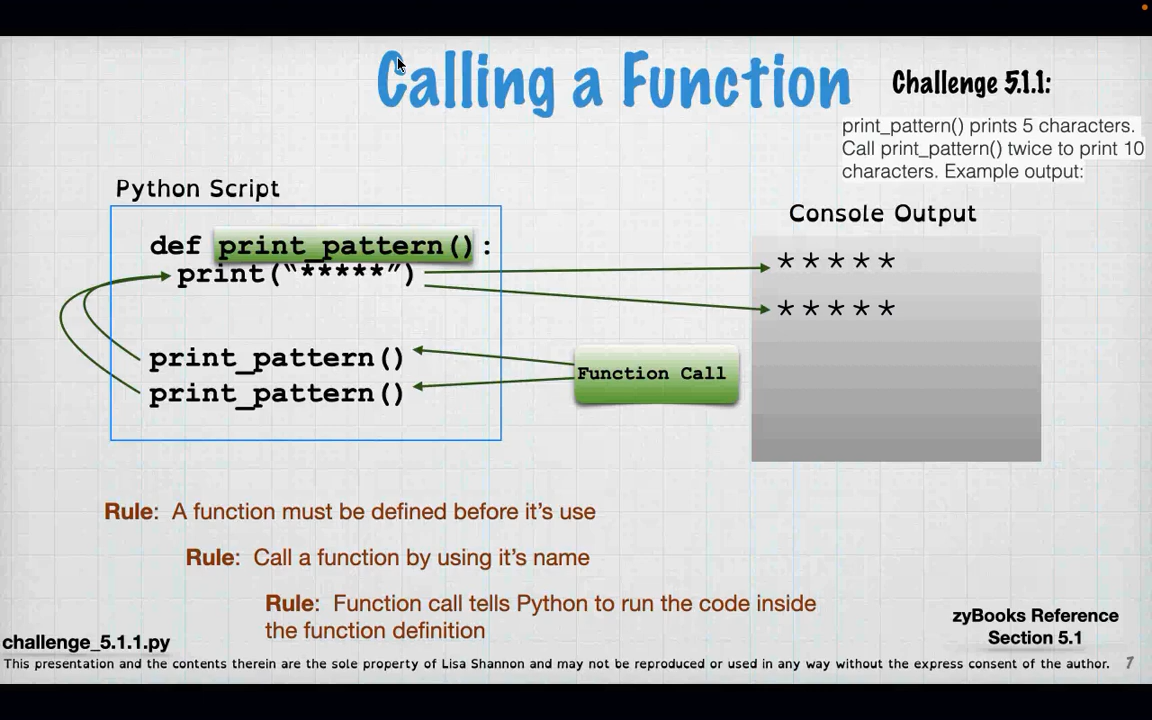 Calling a Function
Challenge 5.1.1:
print_pattern() prints 5 characters.
Call print_pattern() twice to print 10
characters. Example output:
Python Script
Console Output
def print_pattern():
print(“*****”)
print_pattern()
print_pattern()
*****
*****
Function Call
Rule: A function must be defined before it’s use
Rule: Call a function by using it’s name
Rule: Function call tells Python to run the code inside
the function definition
zyBooks Reference
Section 5.1
challenge_5.1.1.py
This presentation and the contents therein are the sole property of Lisa Shannon and may not be reproduced or used in any way without the express consent of the author.
7